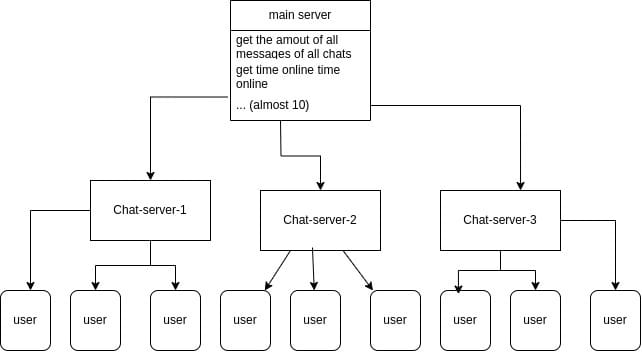 main server
get the amout of all
messages of all chats
get time online time
online
... (almost 10)
Chat-server-1
Chat-server-2
Chat-server-3
user
user
user
user
user
user
user
user
user